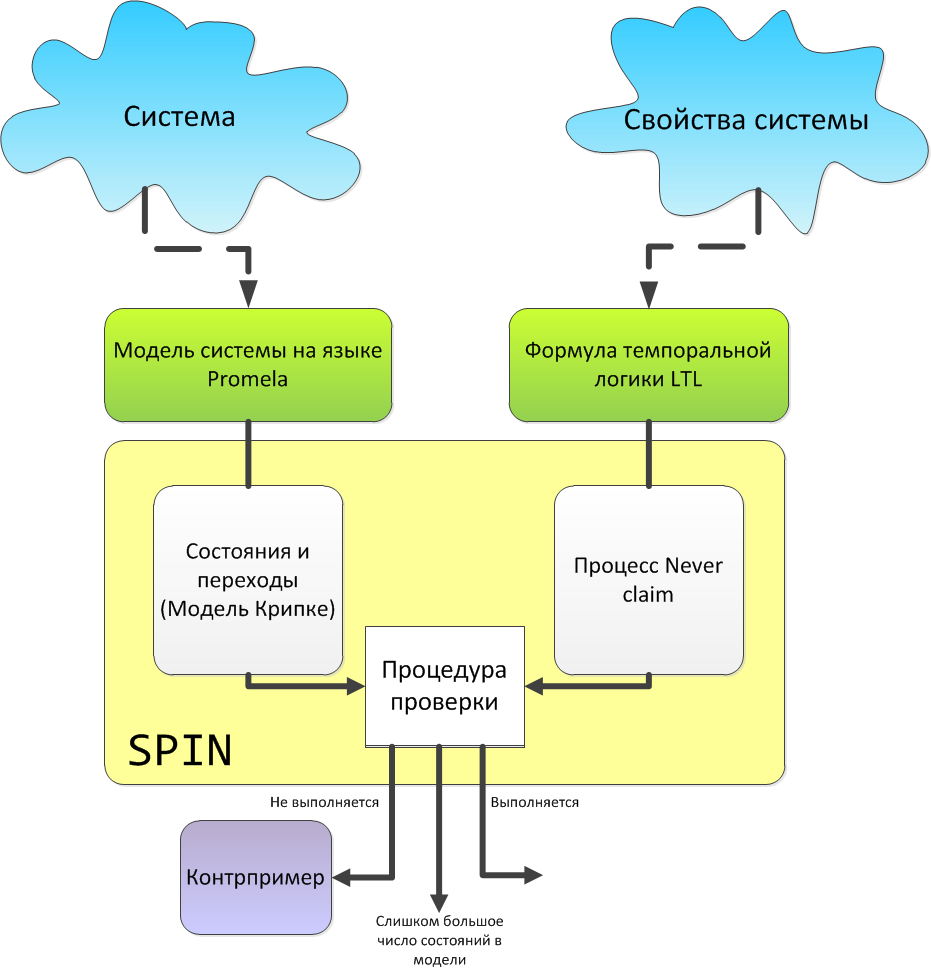 Система
Свойства системы
Модель системы на языке
Promela
Формула темпоральной
логики LTL
Состояния и
переходы
(Модель Крипке)
Процесс Never
claim
Процедура
проверки
SPIN
Не выполняется
Выполняется
Контрпример
Слишком большое
число состояний в
модели